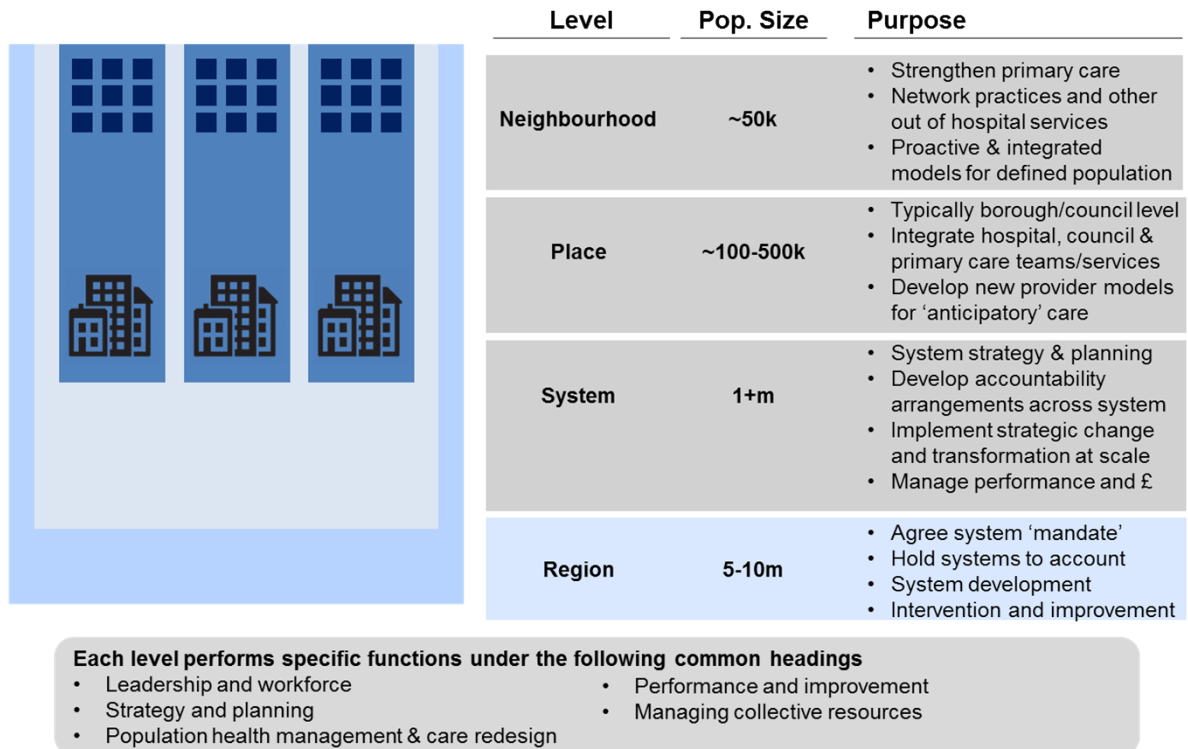 Level Pop. Size Purpose
Neighbourhood ~50k
• Strengthen primary care
• Network practices and other
out of hospital services
• Proactive & integrated
models for defined population
Place ~100-500k
• Typically borough/council level
• Integrate hospital, council &
primary care teams/services
• Develop new provider models
for ‘anticipatory’ care
System 1+m
• System strategy & planning
• Develop accountability
arrangements across system
• Implement strategic change
and transformation at scale
• Manage performance and £
Region 5-10m
• Agree system ‘mandate’
• Hold systems to account
• System development
• Intervention and improvement
Each level performs specific functions under the following common headings
• Leadership and workforce
• Strategy and planning
• Population health management & care redesign
• Performance and improvement
• Managing collective resources